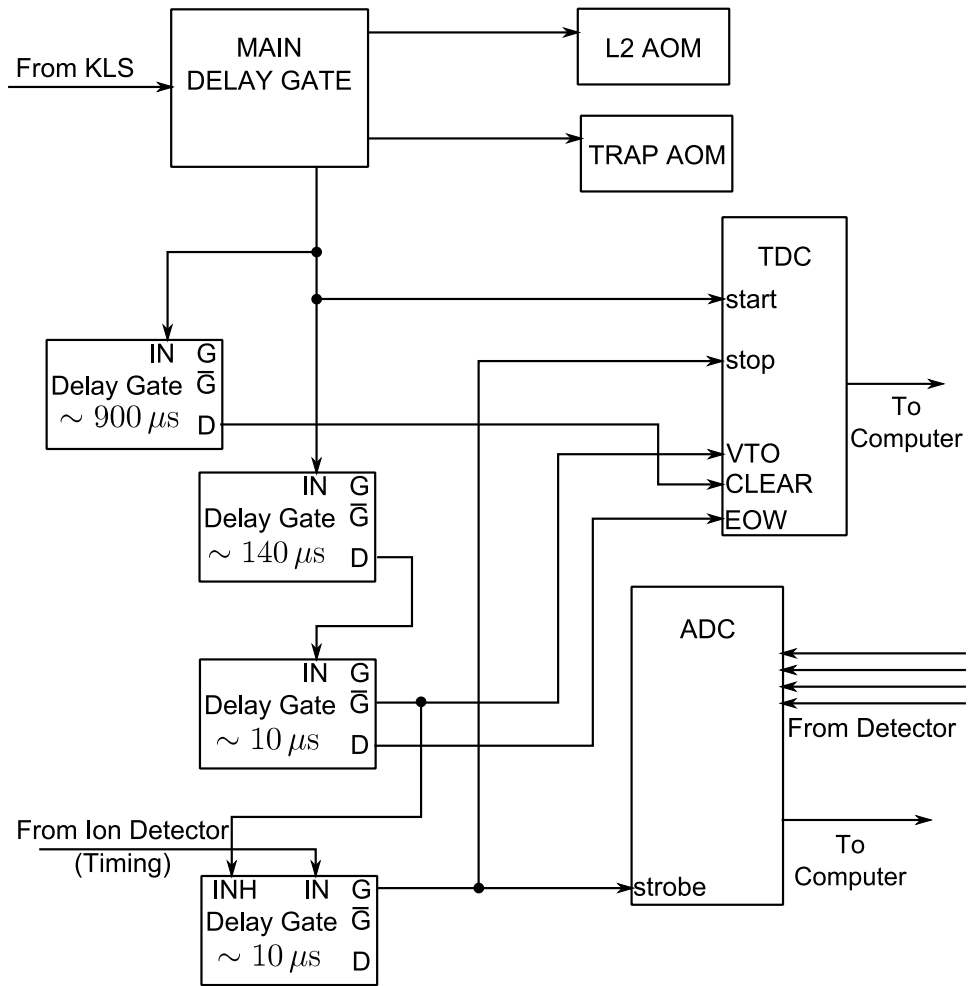 MAIN
DELAY GATE
L2 AOM
From KLS
TRAP AOM
TDC
start
stop
IN G
Delay Gate G̅
∼ 900 μs D
To
Computer
VTO
CLEAR
EOW
IN G
Delay Gate G̅
∼ 140 μs D
ADC
IN G
Delay Gate G̅
∼ 10 μs D
From Detector
From Ion Detector
(Timing)
To
Computer
strobe
INH IN G
Delay Gate G̅
∼ 10 μs D